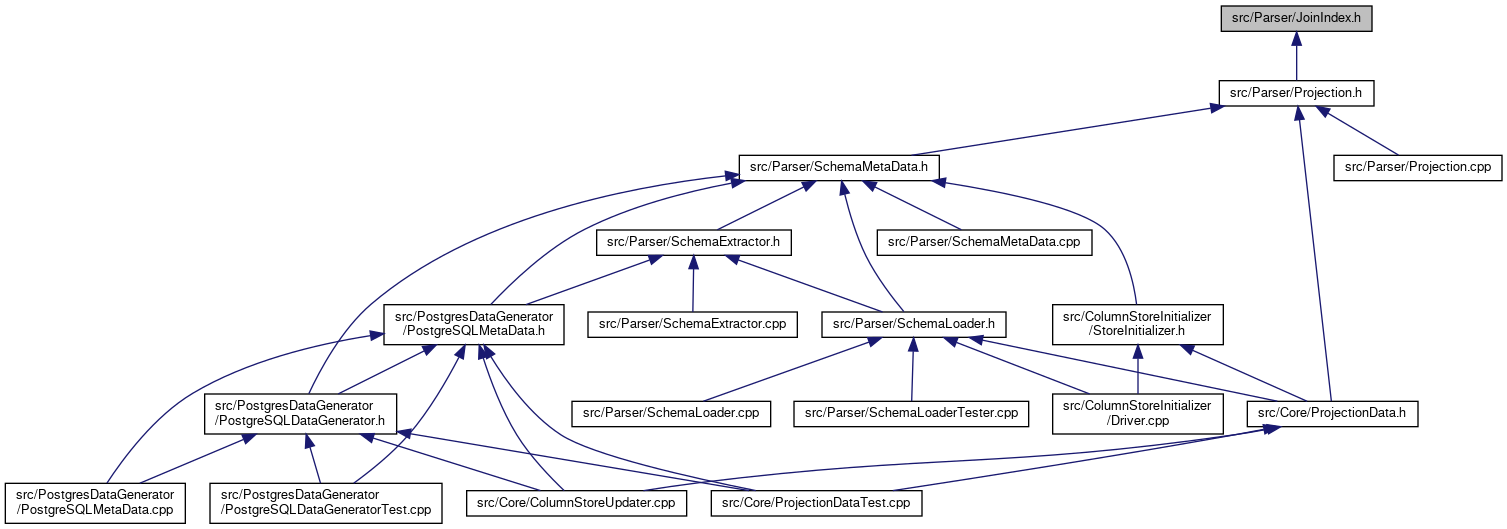 src/Parser/JoinIndex.h
src/Parser/Projection.h
src/Parser/SchemaMetaData.h
src/Parser/Projection.cpp
src/Parser/SchemaExtractor.h
src/Parser/SchemaMetaData.cpp
src/PostgresDataGenerator
/PostgreSQLMetaData.h
src/Parser/SchemaExtractor.cpp
src/Parser/SchemaLoader.h
src/ColumnStoreInitializer
/StoreInitializer.h
src/PostgresDataGenerator
/PostgreSQLDataGenerator.h
src/Parser/SchemaLoader.cpp
src/Parser/SchemaLoaderTester.cpp
src/ColumnStoreInitializer
/Driver.cpp
src/Core/ProjectionData.h
src/PostgresDataGenerator
/PostgreSQLMetaData.cpp
src/PostgresDataGenerator
/PostgreSQLDataGeneratorTest.cpp
src/Core/ColumnStoreUpdater.cpp
src/Core/ProjectionDataTest.cpp